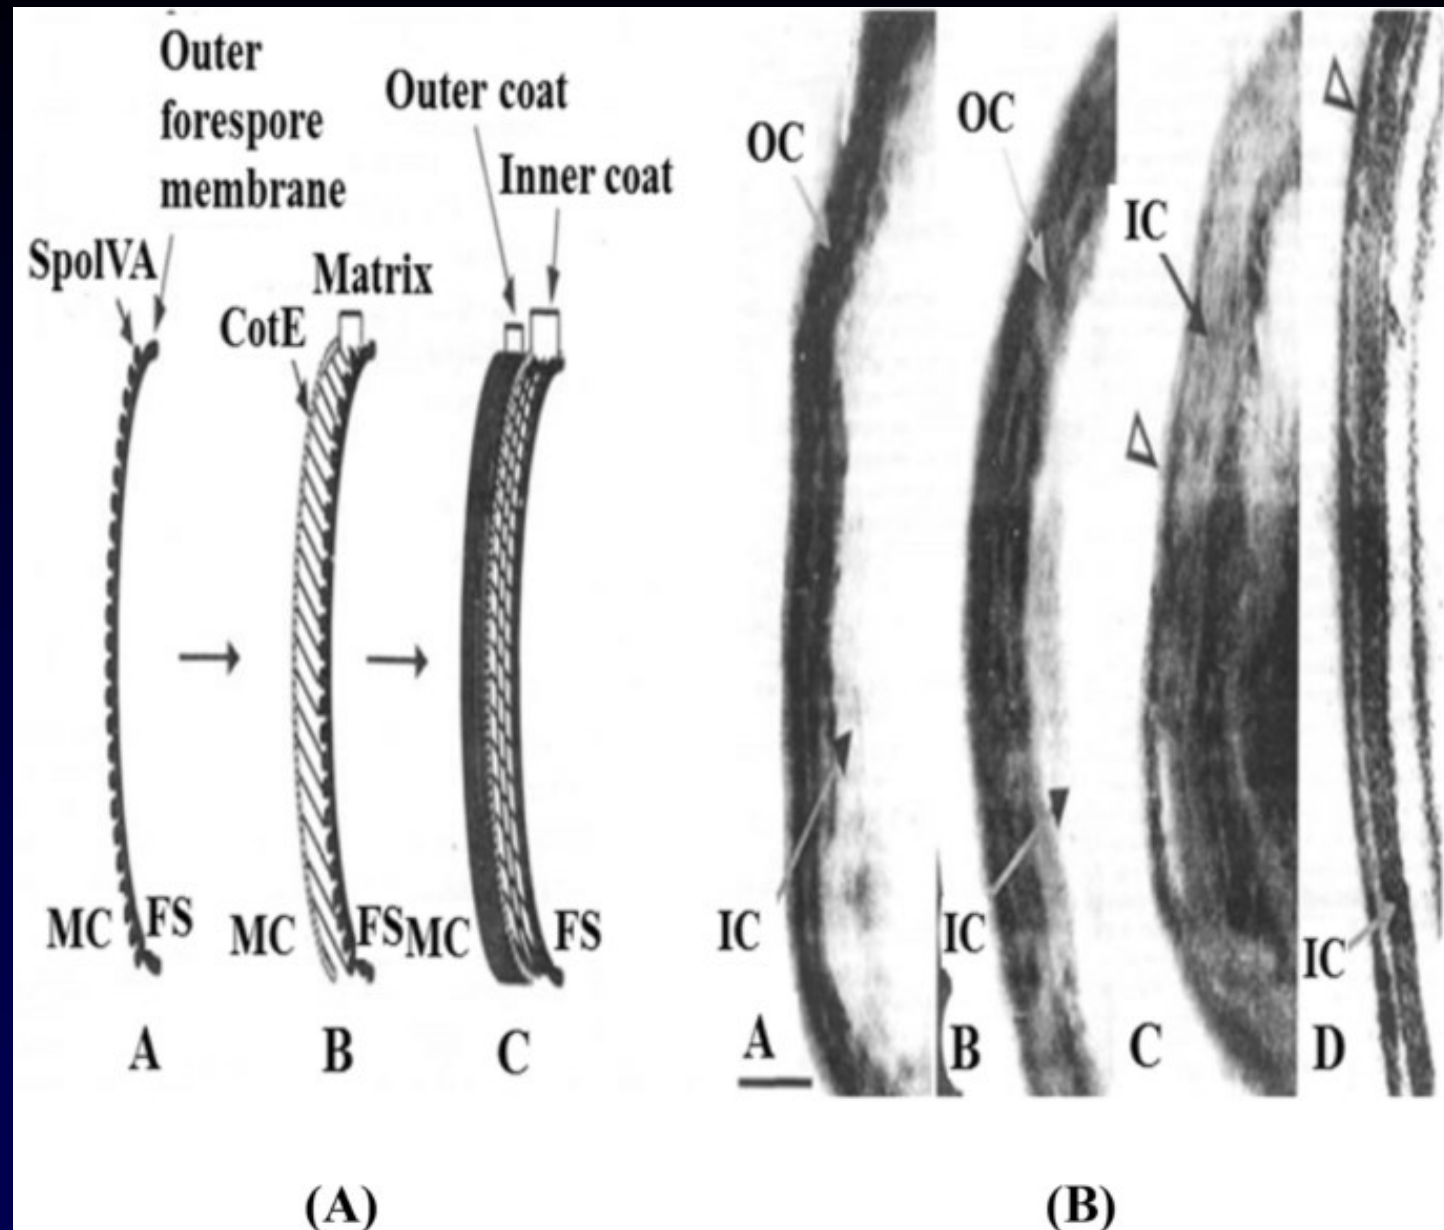 Outer
forespore
membrane
SpoIVA
CotE
Matrix
Outer coat
Inner coat
MC FS
MC FS
MC FS
A B C
(A)
OC
OC
IC
IC
IC
IC
A B C D
(B)